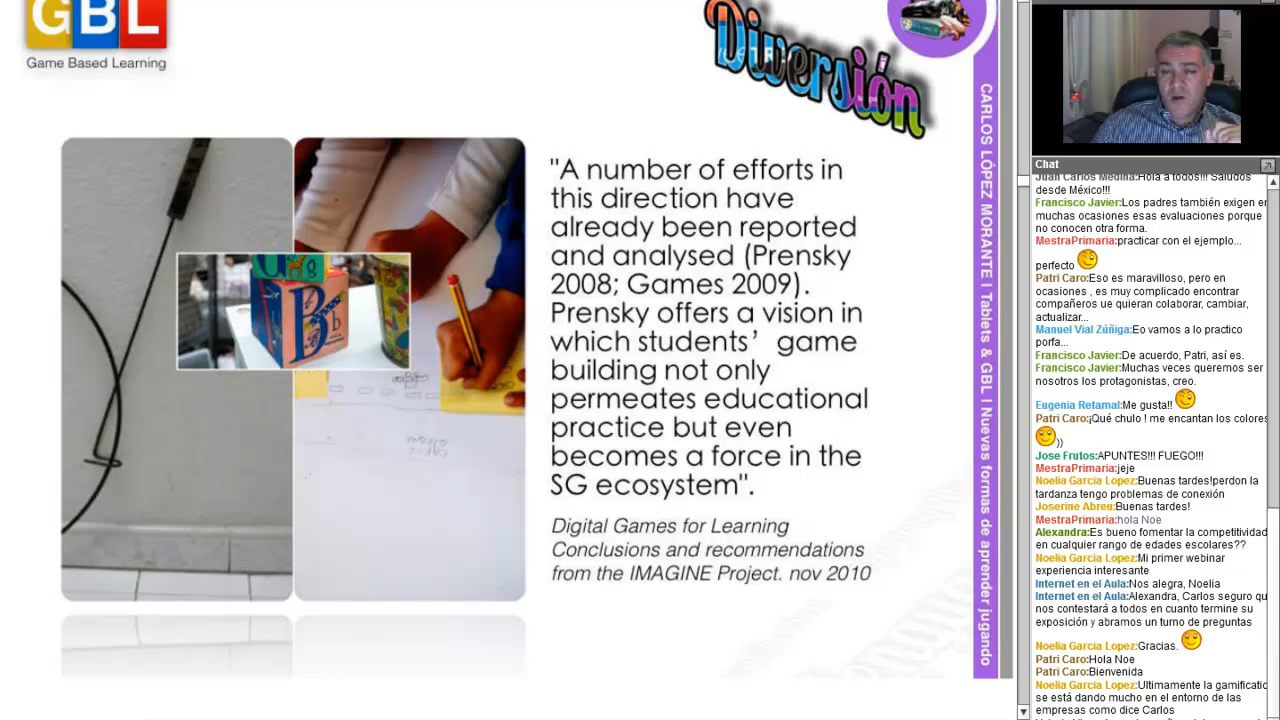 GBL
Game Based Learning
Diversión
"A number of efforts in
this direction have
already been reported
and analysed (Prensky
2008; Games 2009).
Prensky offers a vision in
which students’ game
building not only
permeates educational
practice but even
becomes a force in the
SG ecosystem".
Digital Games for Learning
Conclusions and recommendations
from the IMAGINE Project. nov 2010
CARLOS LÓPEZ MORANTE I Tablets & GBL I Nuevas formas de aprender jugando
Chat
Juan Carlos Medina:Hola a todos!!! Saludos
desde México!!!
Francisco Javier:Los padres también exigen en
muchas ocasiones esas evaluaciones porque
no conocen otra forma.
MestraPrimaria:practicar con el ejemplo...
perfecto
Patri Caro:Eso es maravilloso, pero en
ocasiones , es muy complicado encontrar
compañeros ue quieran colaborar, cambiar,
actualizar...
Manuel Vial Zúñiga:Eo vamos a lo practico
porfa...
Francisco Javier:De acuerdo, Patri, así es.
Francisco Javier:Muchas veces queremos ser
nosotros los protagonistas, creo.
Eugenia Retamal:Me gusta!!
Patri Caro:¡Qué chulo ! me encantan los colores
))
Jose Frutos:APUNTES!!! FUEGO!!!
MestraPrimaria:jeje
Noelia Garcia Lopez:Buenas tardes!perdon la
tardanza tengo problemas de conexión
Joserine Abreu:Buenas tardes!
MestraPrimaria:hola Noe
Alexandra:Es bueno fomentar la competitividad
en cualquier rango de edades escolares??
Noelia Garcia Lopez:Mi primer webinar
experiencia interesante
Internet en el Aula:Nos alegra, Noelia
Internet en el Aula:Alexandra, Carlos seguro qu
nos contestará a todos en cuanto termine su
exposición y abramos un turno de preguntas
Noelia Garcia Lopez:Gracias.
Patri Caro:Hola Noe
Patri Caro:Bienvenida
Noelia Garcia Lopez:Ultimamente la gamificatio
se está dando mucho en el entorno de las
empresas como dice Carlos